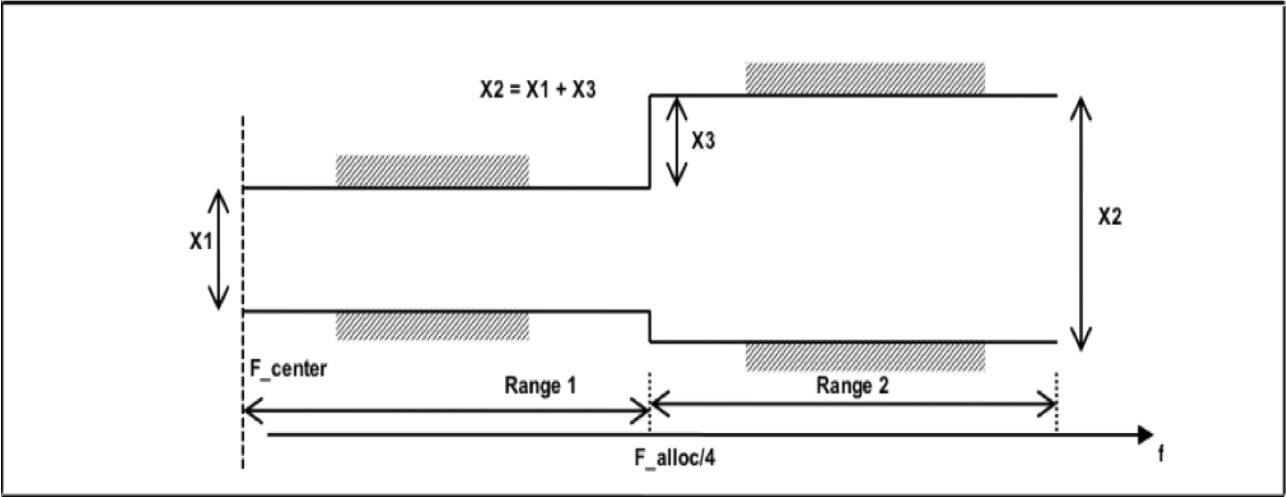 X2 = X1 + X3
X3
X1
X2
F_center
Range 1
Range 2
F_alloc/4
f